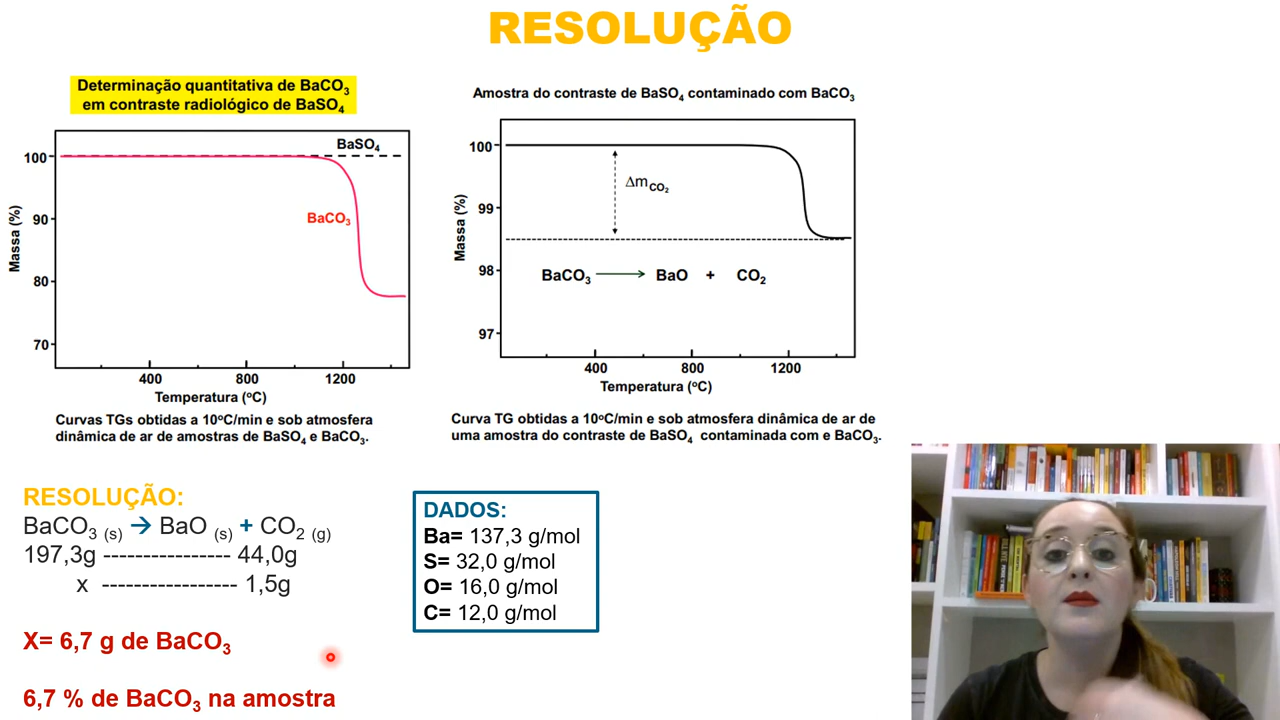 RESOLUÇÃO
Determinação quantitativa de BaCO₃
em contraste radiológico de BaSO₄
100
90
80
70
Massa (%)
BaSO₄
BaCO₃
400
800
1200
Temperatura (ºC)
Curvas TGs obtidas a 10ºC/min e sob atmosfera
dinâmica de ar de amostras de BaSO₄ e BaCO₃.
Amostra do contraste de BaSO₄ contaminado com BaCO₃
100
99
98
97
Massa (%)
Δm CO₂
BaCO₃ ⟶ BaO + CO₂
400
800
1200
Temperatura (ºC)
Curva TG obtidas a 10ºC/min e sob atmosfera dinâmica de ar de
uma amostra do contraste de BaSO₄ contaminada com e BaCO₃.
RESOLUÇÃO:
BaCO₃ (s) → BaO (s) + CO₂ (g)
197,3g ---------------- 44,0g
x ----------------- 1,5g
X= 6,7 g de BaCO₃
6,7 % de BaCO₃ na amostra
DADOS:
Ba= 137,3 g/mol
S= 32,0 g/mol
O= 16,0 g/mol
C= 12,0 g/mol